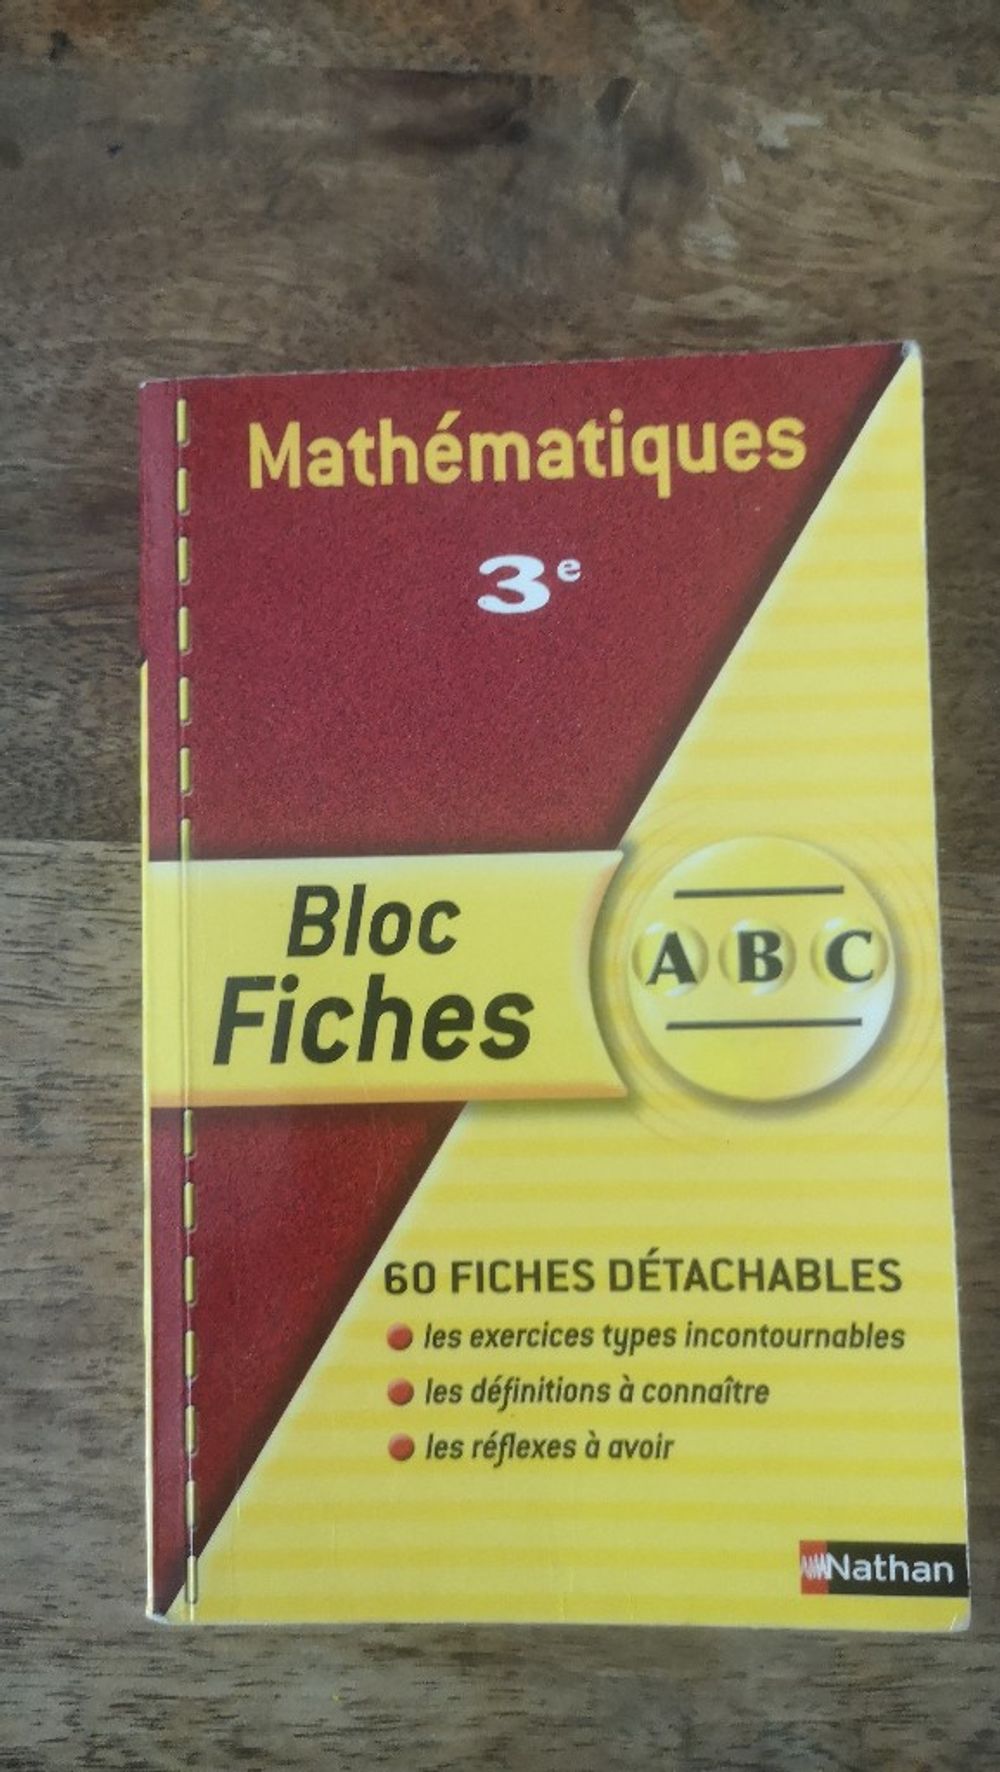 Mathématiques
3e
Bloc
Fiches
A B C
60 FICHES DÉTACHABLES
les exercices types incontournables
les définitions à connaître
les réflexes à avoir
Nathan